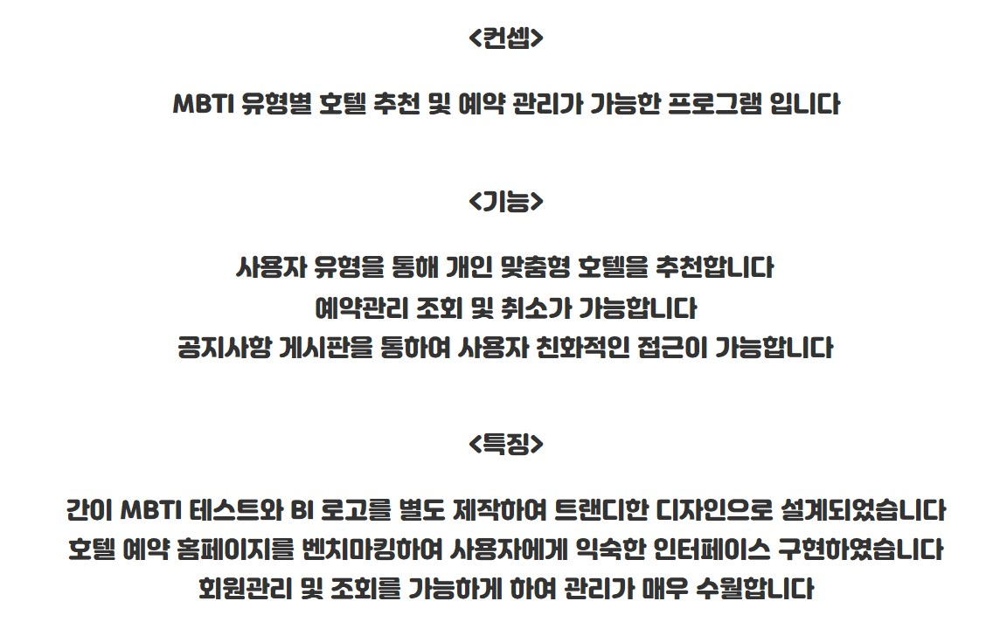 <컨셉>
MBTI 유형별 호텔 추천 및 예약 관리가 가능한 프로그램 입니다
<기능>
사용자 유형을 통해 개인 맞춤형 호텔을 추천합니다
예약관리 조회 및 취소가 가능합니다
공지사항 게시판을 통하여 사용자 친화적인 접근이 가능합니다
<특징>
간이 MBTI 테스트와 BI 로고를 별도 제작하여 트랜디한 디자인으로 설계되었습니다
호텔 예약 홈페이지를 벤치마킹하여 사용자에게 익숙한 인터페이스 구현하였습니다
회원관리 및 조회를 가능하게 하여 관리가 매우 수월합니다